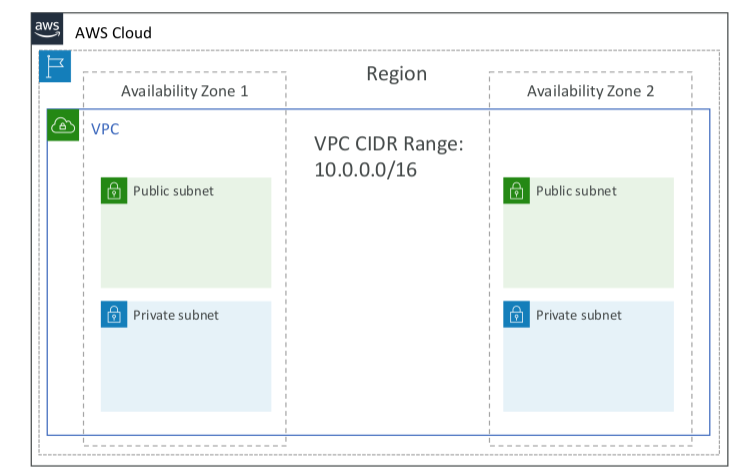 aws
AWS Cloud
Region
Availability Zone 1
Availability Zone 2
VPC
VPC CIDR Range:
10.0.0.0/16
Public subnet
Public subnet
Private subnet
Private subnet